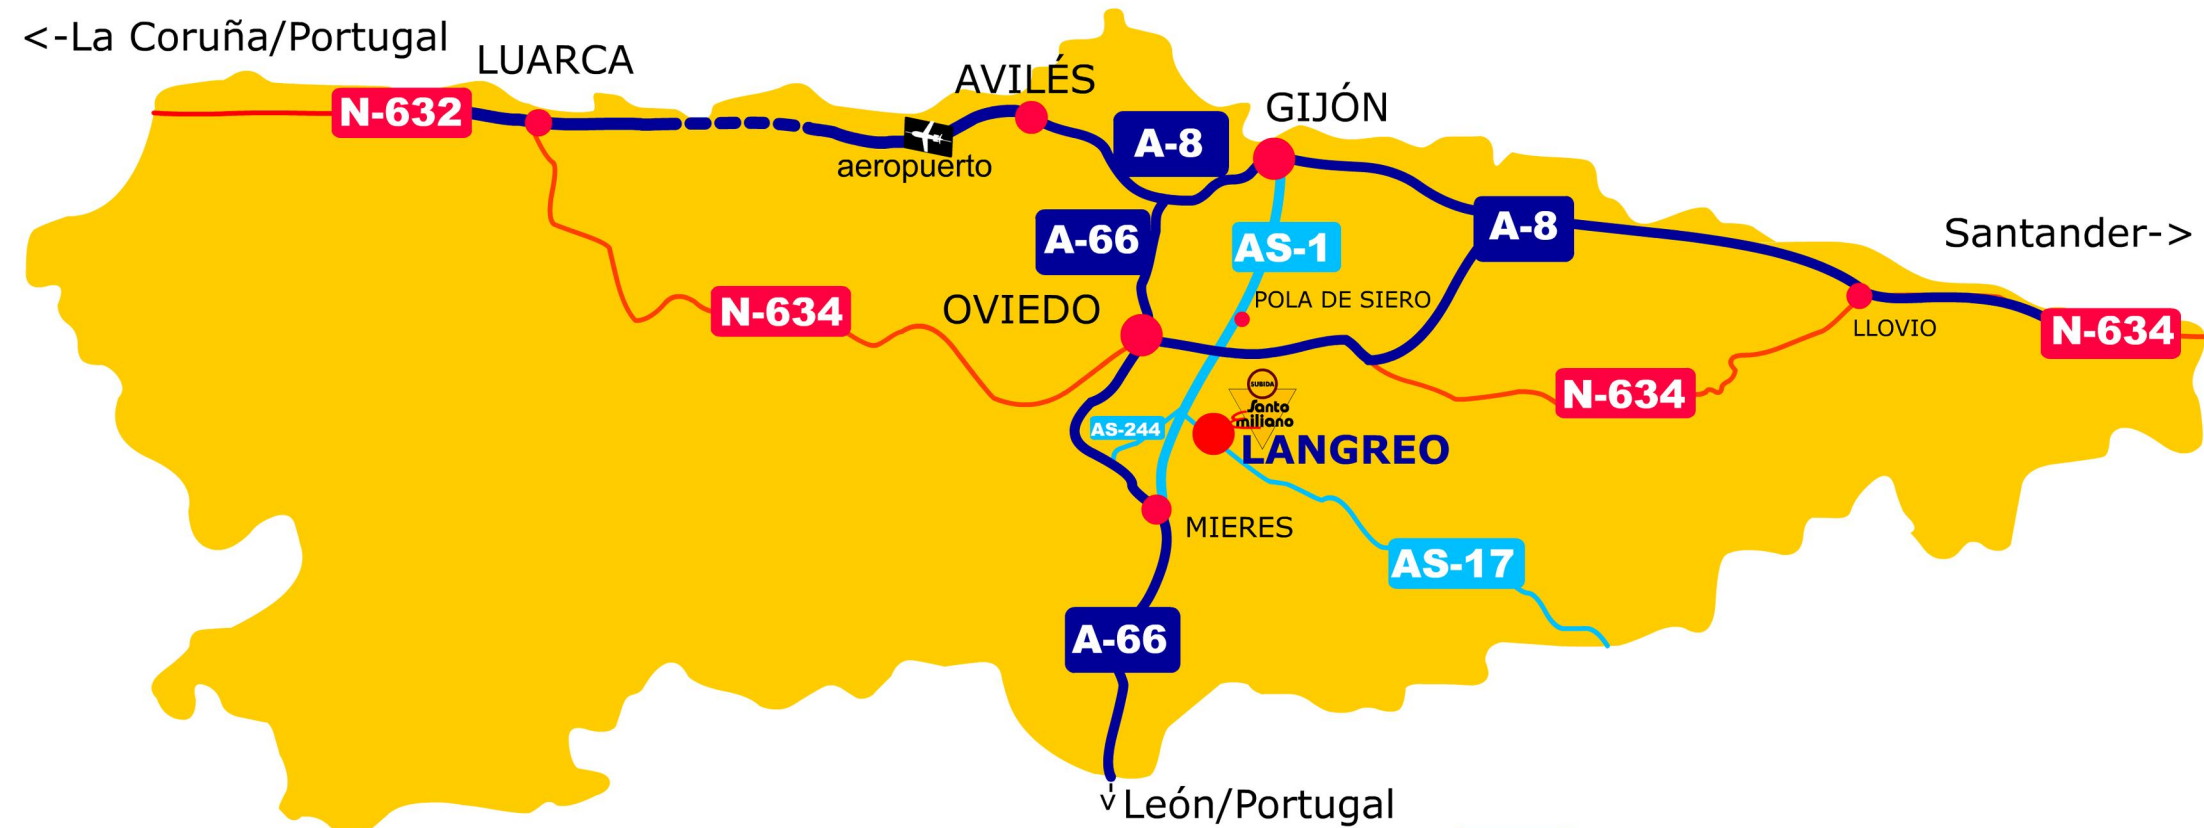 <-La Coruña/Portugal
LUARCA
AVILÉS
GIJÓN
N-632
A-8
aeropuerto
A-66
AS-1
A-8
Santander->
OVIEDO
POLA DE SIERO
N-634
LLOVIO
N-634
SUBIDA
Santo
miliano
N-634
AS-244
LANGREO
MIERES
AS-17
A-66
León/Portugal